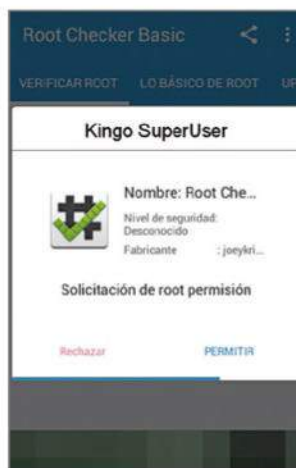 Root Checker Basic
VERIFICAR ROOT LO BÁSICO DE ROOT
Kingo SuperUser
Nombre: Root Che...
Nivel de seguridad:
Desconocido
Fabricante : joeykri...
Solicitación de root permisión
Rechazar PERMITIR